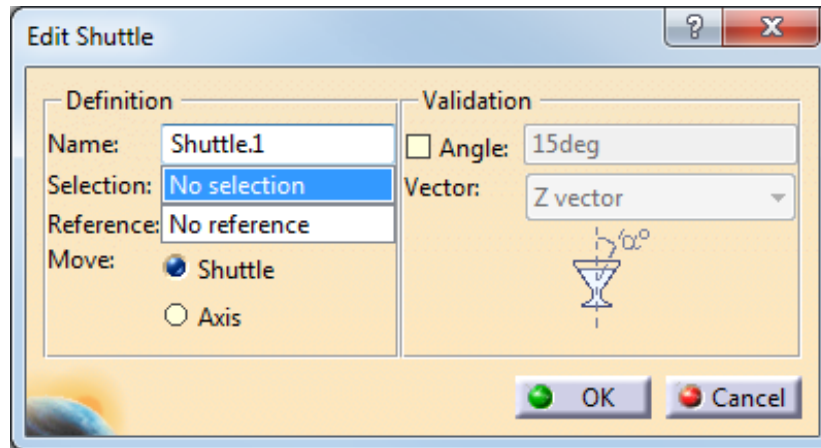 Edit Shuttle
Definition
Name: Shuttle.1
Selection: No selection
Reference: No reference
Move: Shuttle
Axis
Validation
Angle: 15deg
Vector: Z vector
α°
OK Cancel